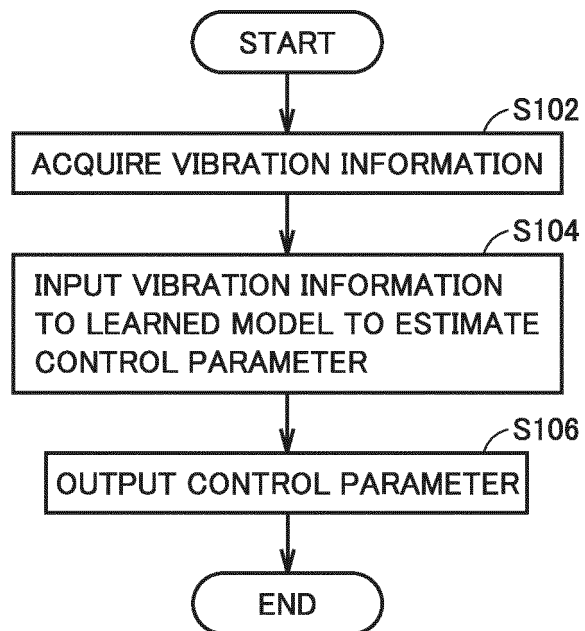 START
S102
ACQUIRE VIBRATION INFORMATION
S104
INPUT VIBRATION INFORMATION
TO LEARNED MODEL TO ESTIMATE
CONTROL PARAMETER
S106
OUTPUT CONTROL PARAMETER
END